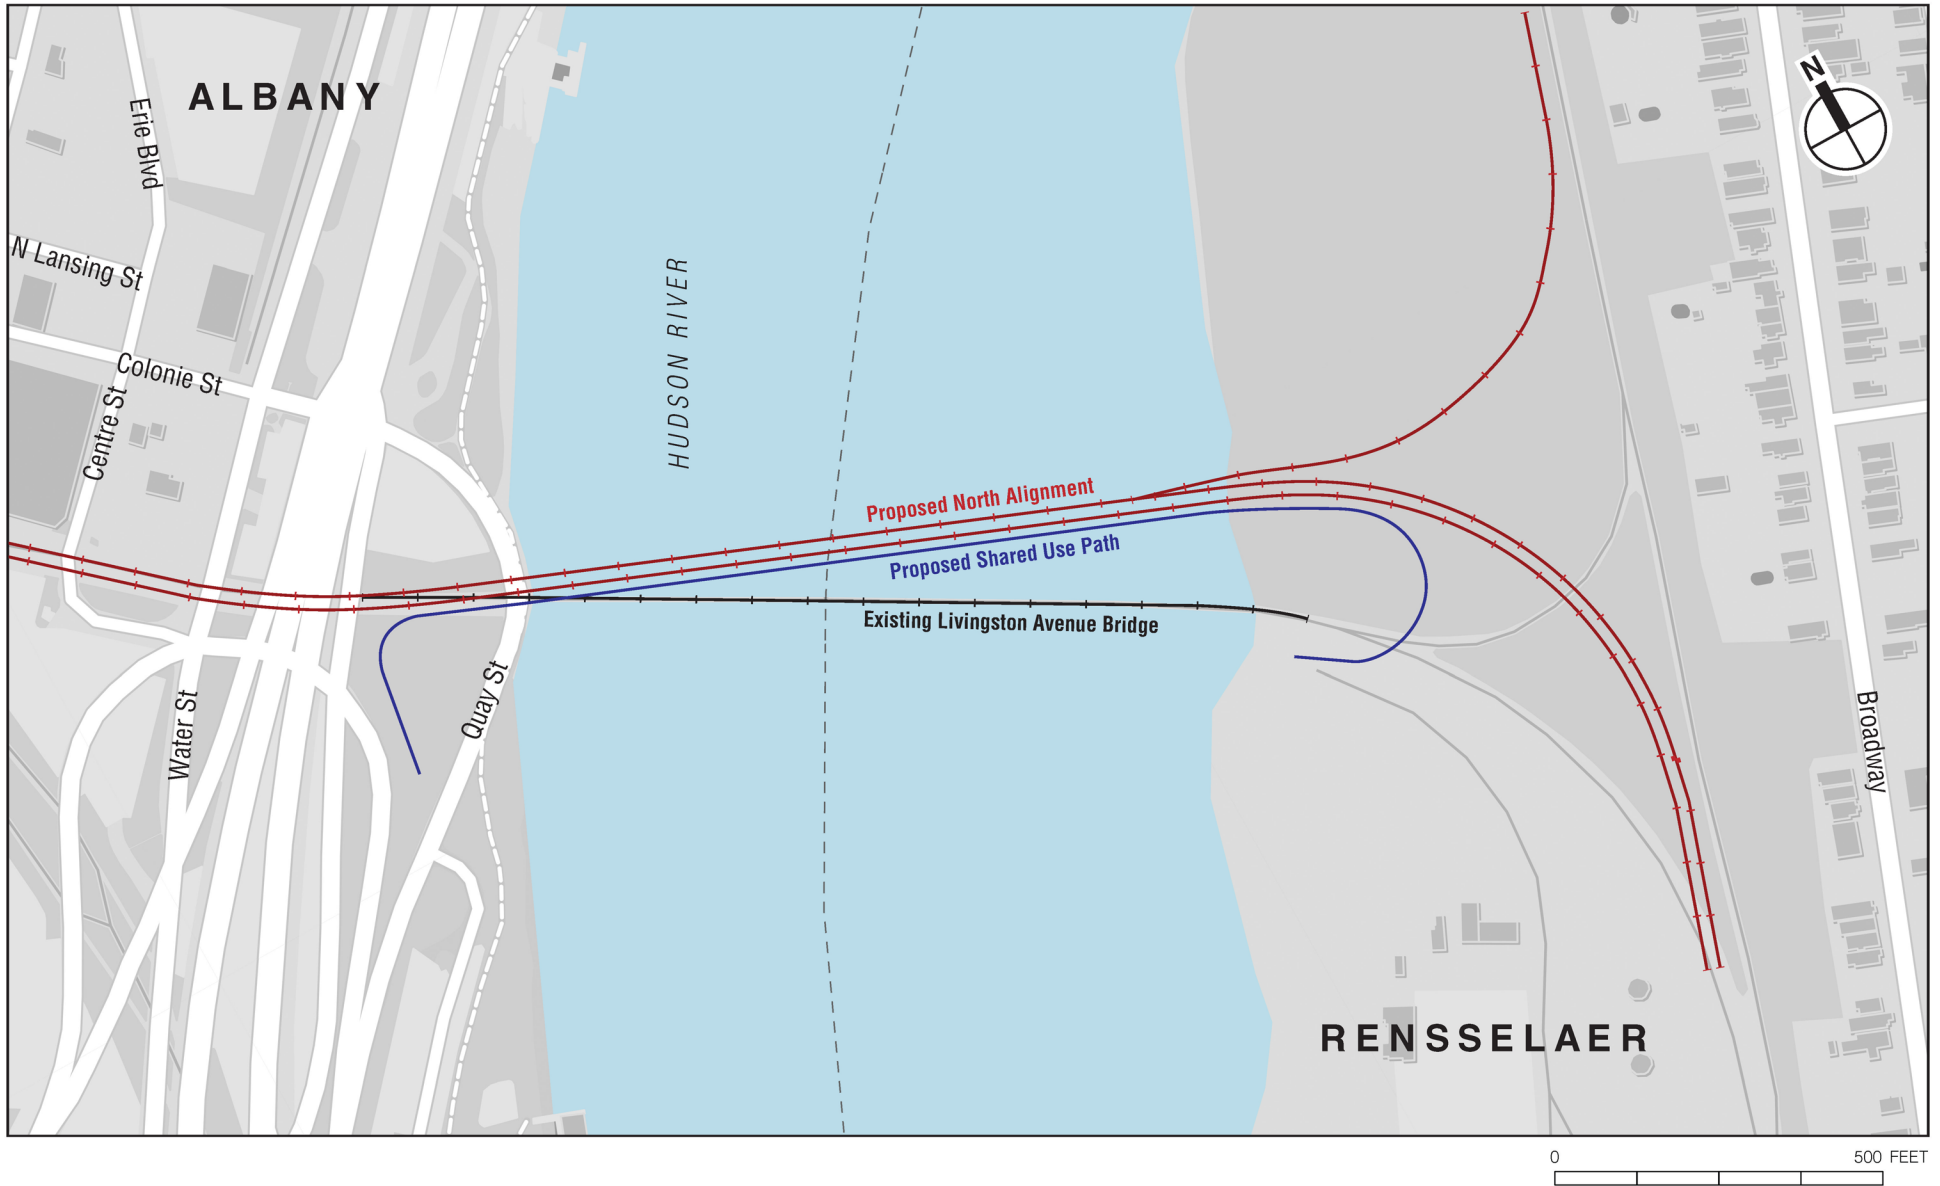 ALBANY
N
Erie Blvd
N Lansing St
HUDSON RIVER
Colonie St
Centre St
Proposed North Alignment
Proposed Shared Use Path
Existing Livingston Avenue Bridge
Quay St
Water St
Broadway
RENSSELAER
0 500 FEET